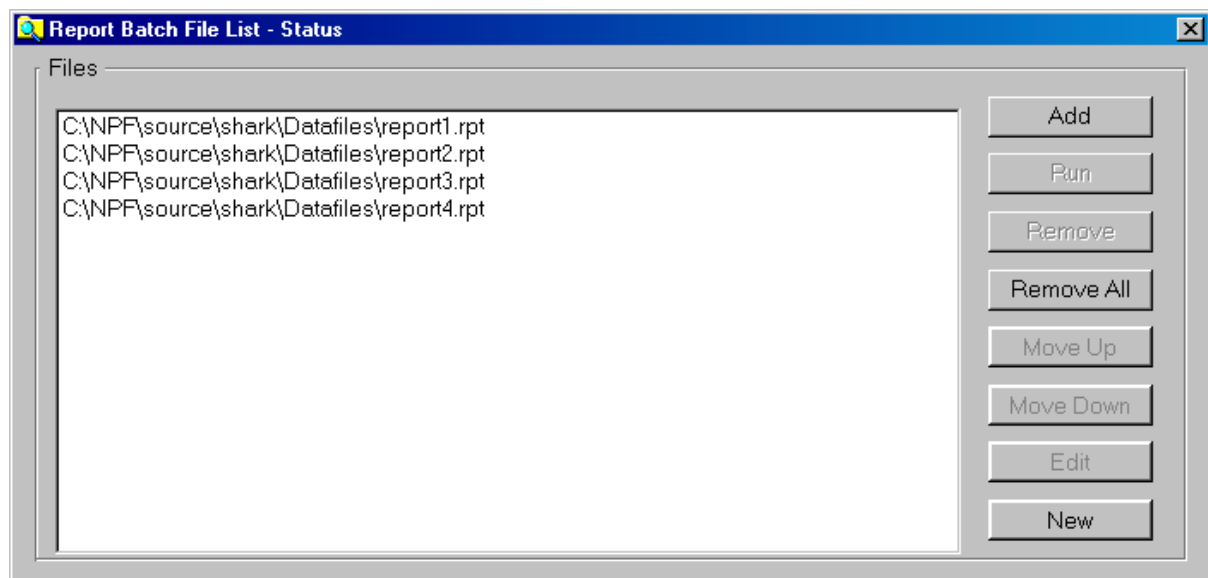 Report Batch File List - Status
Files
C:\NPF\source\shark\Datafiles\report1.rpt
C:\NPF\source\shark\Datafiles\report2.rpt
C:\NPF\source\shark\Datafiles\report3.rpt
C:\NPF\source\shark\Datafiles\report4.rpt
Add
Run
Remove
Remove All
Move Up
Move Down
Edit
New